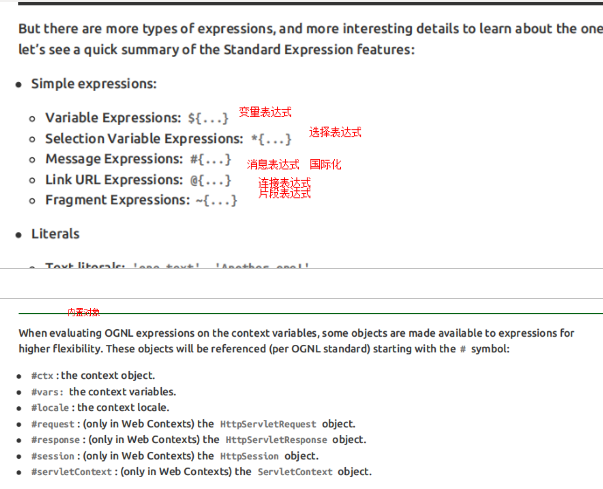 But there are more types of expressions, and more interesting details to learn about the one
let's see a quick summary of the Standard Expression features:
Simple expressions:
Variable Expressions: ${...} 变量表达式
Selection Variable Expressions: *{...} 选择表达式
Message Expressions: #{...} 消息表达式 国际化
Link URL Expressions: @{...} 连接表达式
Fragment Expressions: ~{...} 片段表达式
Literals
Text literals: 'one text', 'Another one!'
内置对象
When evaluating OGNL expressions on the context variables, some objects are made available to expressions for
higher flexibility. These objects will be referenced (per OGNL standard) starting with the # symbol:
#ctx : the context object.
#vars: the context variables.
#locale : the context locale.
#request : (only in Web Contexts) the HttpServletRequest object.
#response : (only in Web Contexts) the HttpServletResponse object.
#session : (only in Web Contexts) the HttpSession object.
#servletContext : (only in Web Contexts) the ServletContext object.